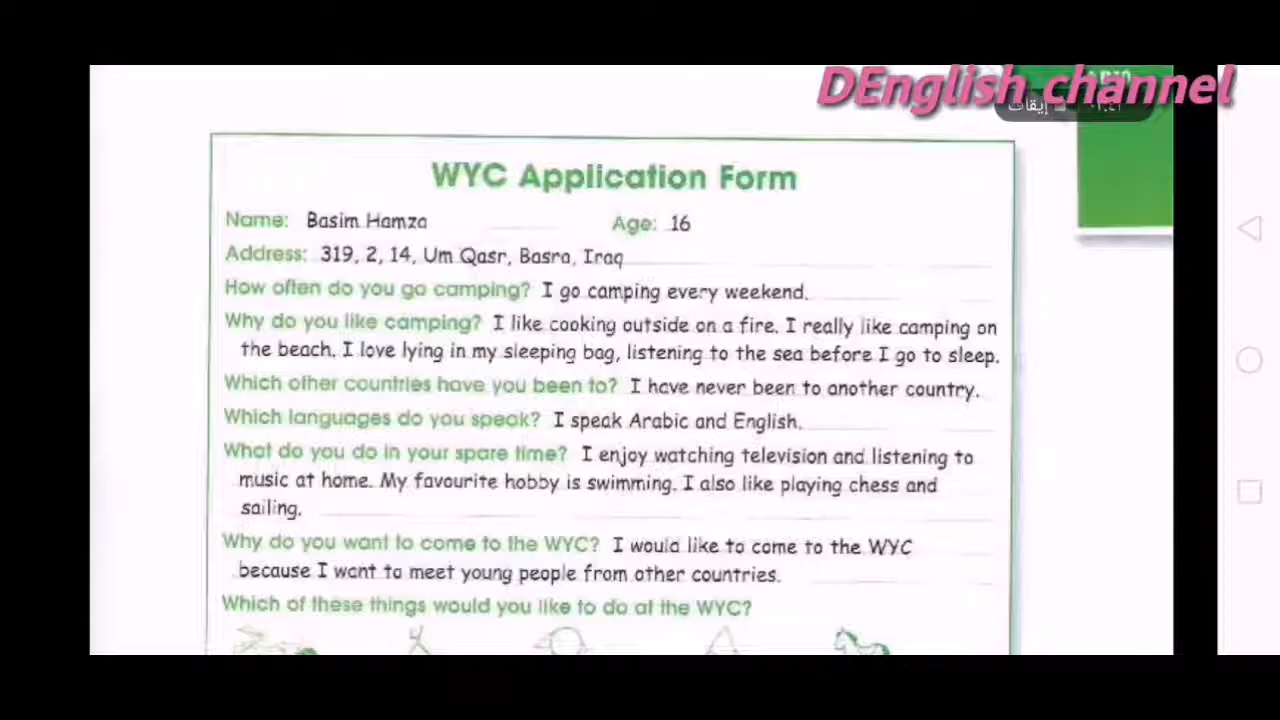 DEnglish channel
إيقاف
WYC Application Form
Name: Basim Hamza Age: 16
Address: 319, 2, 14, Um Qasr, Basra, Iraq
How often do you go camping? I go camping every weekend.
Why do you like camping? I like cooking outside on a fire. I really like camping on
the beach. I love lying in my sleeping bag, listening to the sea before I go to sleep.
Which other countries have you been to? I have never been to another country.
Which languages do you speak? I speak Arabic and English.
What do you do in your spare time? I enjoy watching television and listening to
music at home. My favourite hobby is swimming. I also like playing chess and
sailing.
Why do you want to come to the WYC? I would like to come to the WYC
because I want to meet young people from other countries.
Which of these things would you like to do at the WYC?